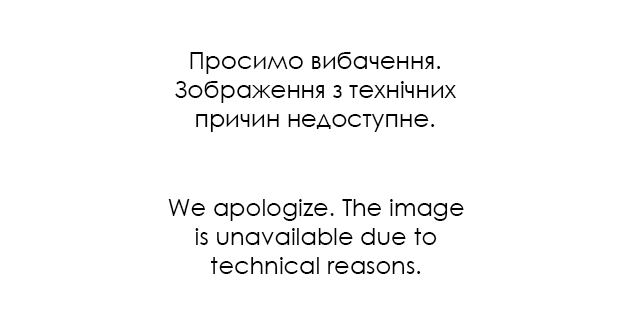 Просимо вибачення.
Зображення з технічних
причин недоступне.
We apologize. The image
is unavailable due to
technical reasons.